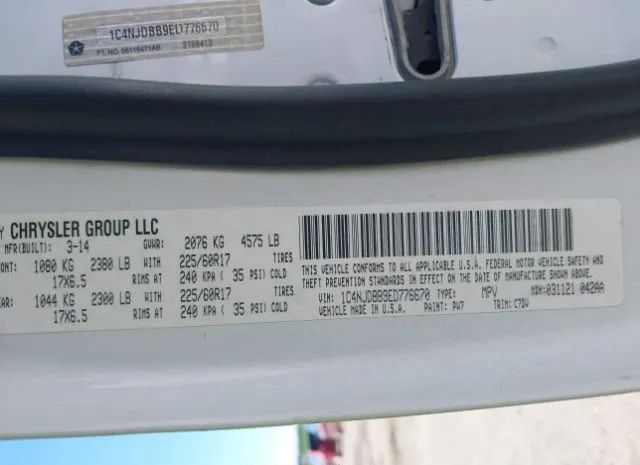 1C4NJDBB9ED776670
PT. NO. 05116471AB
CHRYSLER GROUP LLC
MFR(BUILT): 3-14 GVWR: 2076 KG 4575 LB
1080 KG 2380 LB WITH 225/60R17 TIRES
17X6.5 RIMS AT 240 KPA ( 35 PSI) COLD
1044 KG 2300 LB WITH 225/60R17 TIRES
17X6.5 RIMS AT 240 KPA ( 35 PSI) COLD
THIS VEHICLE CONFORMS TO ALL APPLICABLE U.S.A. FEDERAL MOTOR VEHICLE SAFETY, BUMPER AND
THEFT PREVENTION STANDARDS IN EFFECT ON THE DATE OF MANUFACTURE SHOWN ABOVE.
VIN: 1C4NJDBB9ED776670 TYPE: MPV MDH: 031121 042AA
VEHICLE MADE IN U.S.A. PAINT: PW7 TRIM: C7DV